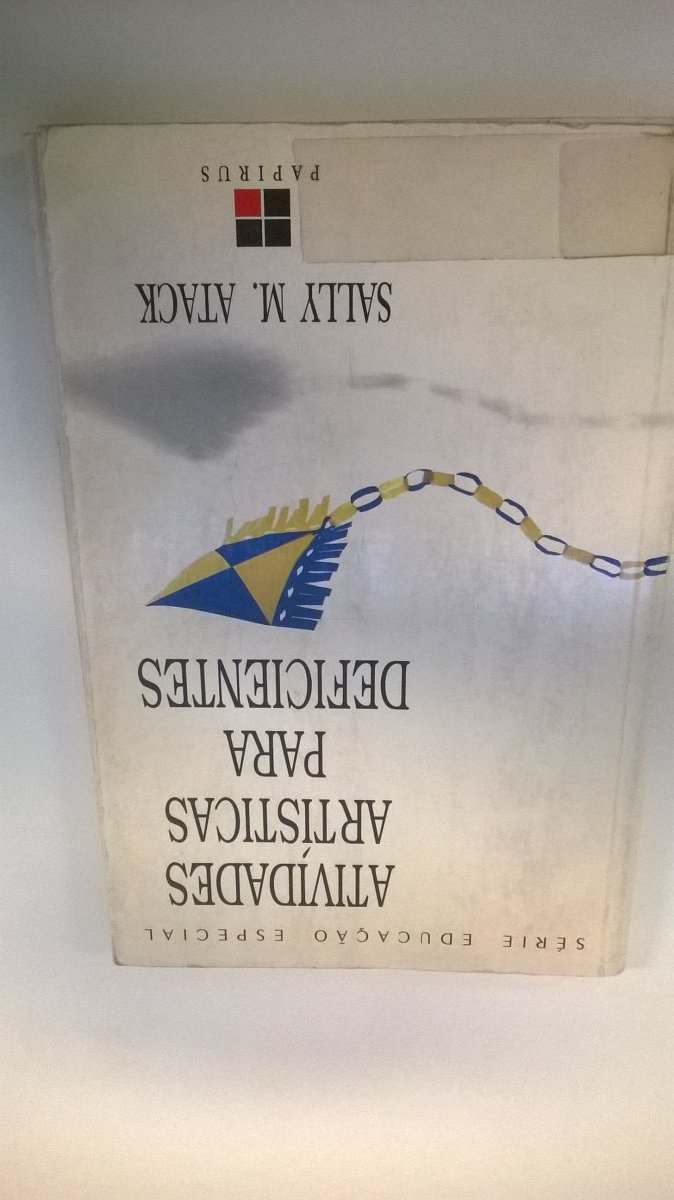 SÉRIE EDUCAÇÃO ESPECIAL
ATIVIDADES
ARTÍSTICAS
PARA
DEFICIENTES
SALLY M. ATACK
PAPIRUS